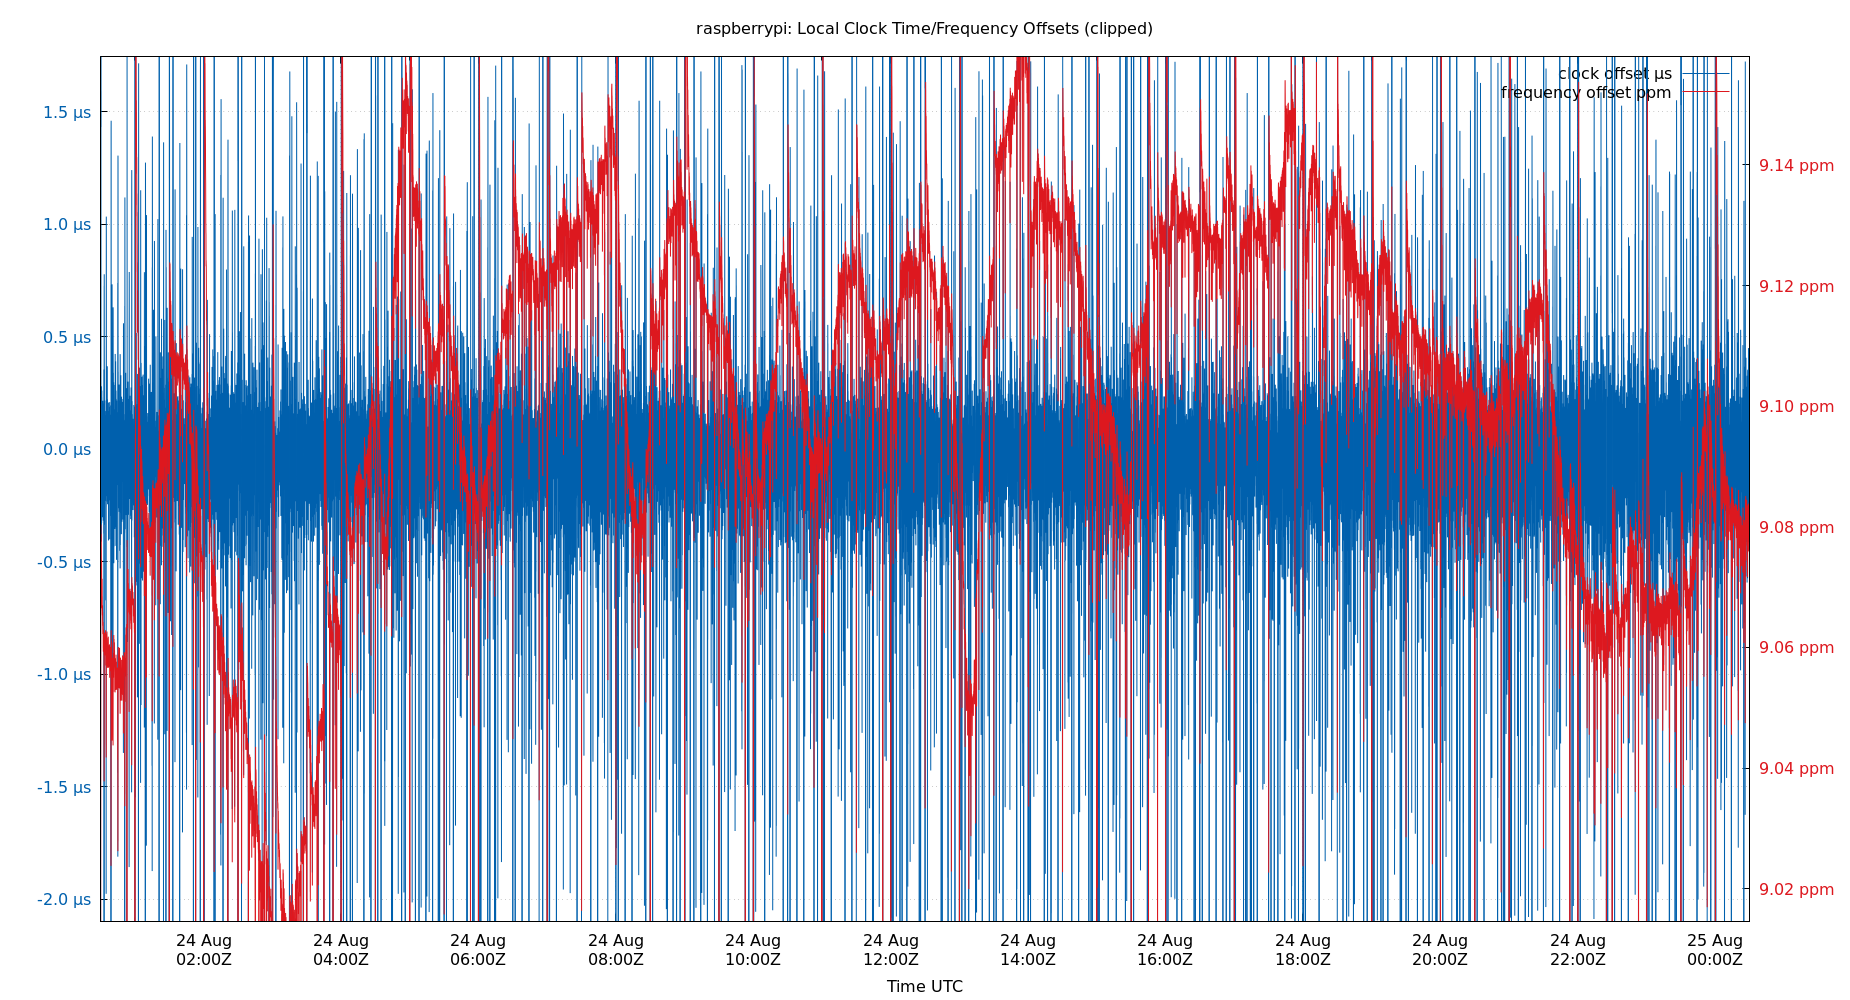 raspberrypi: Local Clock Time/Frequency Offsets (clipped)
clock offset µs
frequency offset ppm
1.5 µs
1.0 µs
0.5 µs
0.0 µs
-0.5 µs
-1.0 µs
-1.5 µs
-2.0 µs
9.14 ppm
9.12 ppm
9.10 ppm
9.08 ppm
9.06 ppm
9.04 ppm
9.02 ppm
24 Aug
02:00Z
24 Aug
04:00Z
24 Aug
06:00Z
24 Aug
08:00Z
24 Aug
10:00Z
24 Aug
12:00Z
24 Aug
14:00Z
24 Aug
16:00Z
24 Aug
18:00Z
24 Aug
20:00Z
24 Aug
22:00Z
25 Aug
00:00Z
Time UTC